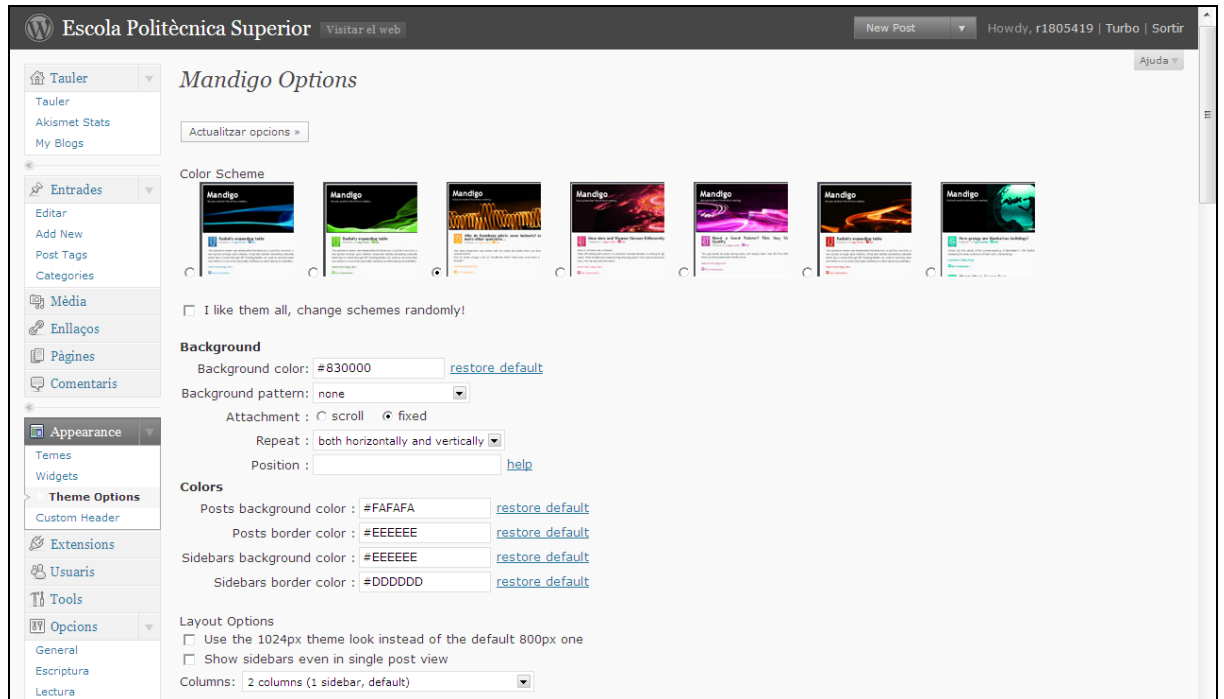 Escola Politècnica Superior Visitar el web New Post Howdy, r1805419 | Turbo | Sortir
Ajuda
Tauler
Tauler
Akismet Stats
My Blogs
Entrades
Editar
Add New
Post Tags
Categories
Mèdia
Enllaços
Pàgines
Comentaris
Appearance
Temes
Widgets
Theme Options
Custom Header
Extensions
Usuaris
Tools
Opcions
General
Escriptura
Lectura
Mandigo Options
Actualitzar opcions »
Color Scheme
Mandigo Mandigo Mandigo Mandigo Mandigo Mandigo Mandigo
I like them all, change schemes randomly!
Background
Background color: #830000 restore default
Background pattern: none
Attachment : scroll fixed
Repeat : both horizontally and vertically
Position : help
Colors
Posts background color : #FAFAFA restore default
Posts border color : #EEEEEE restore default
Sidebars background color : #EEEEEE restore default
Sidebars border color : #DDDDDD restore default
Layout Options
Use the 1024px theme look instead of the default 800px one
Show sidebars even in single post view
Columns: 2 columns (1 sidebar, default)